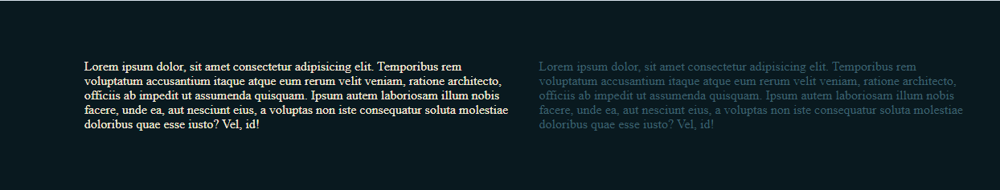 Lorem ipsum dolor, sit amet consectetur adipisicing elit. Temporibus rem
voluptatum accusantium itaque atque eum rerum velit veniam, ratione architecto,
officiis ab impedit ut assumenda quisquam. Ipsum autem laboriosam illum nobis
facere, unde ea, aut nesciunt eius, a voluptas non iste consequatur soluta molestiae
doloribus quae esse iusto? Vel, id!
Lorem ipsum dolor, sit amet consectetur adipisicing elit. Temporibus rem
voluptatum accusantium itaque atque eum rerum velit veniam, ratione architecto,
officiis ab impedit ut assumenda quisquam. Ipsum autem laboriosam illum nobis
facere, unde ea, aut nesciunt eius, a voluptas non iste consequatur soluta molestiae
doloribus quae esse iusto? Vel, id!